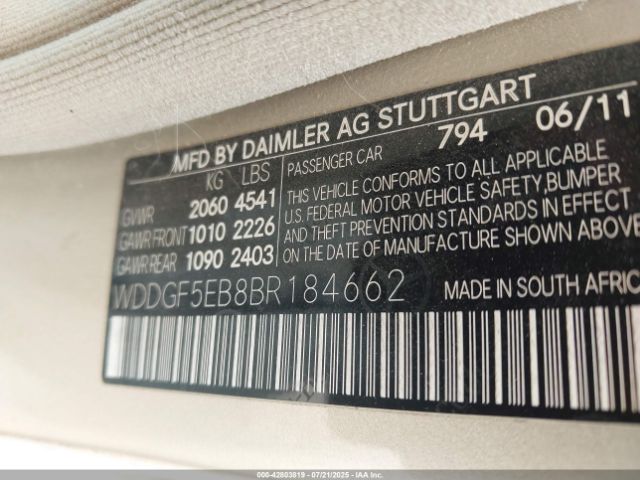 MFD BY DAIMLER AG STUTTGART
KG LBS PASSENGER CAR 794 06/11
GVWR 2060 4541
GAWR FRONT 1010 2226
GAWR REAR 1090 2403
THIS VEHICLE CONFORMS TO ALL APPLICABLE
U.S. FEDERAL MOTOR VEHICLE SAFETY, BUMPER
AND THEFT PREVENTION STANDARDS IN EFFECT
ON THE DATE OF MANUFACTURE SHOWN ABOVE
WDDGF5EB8BR184662 MADE IN SOUTH AFRIC
000-42803819 - 07/21/2025 - IAA, Inc.